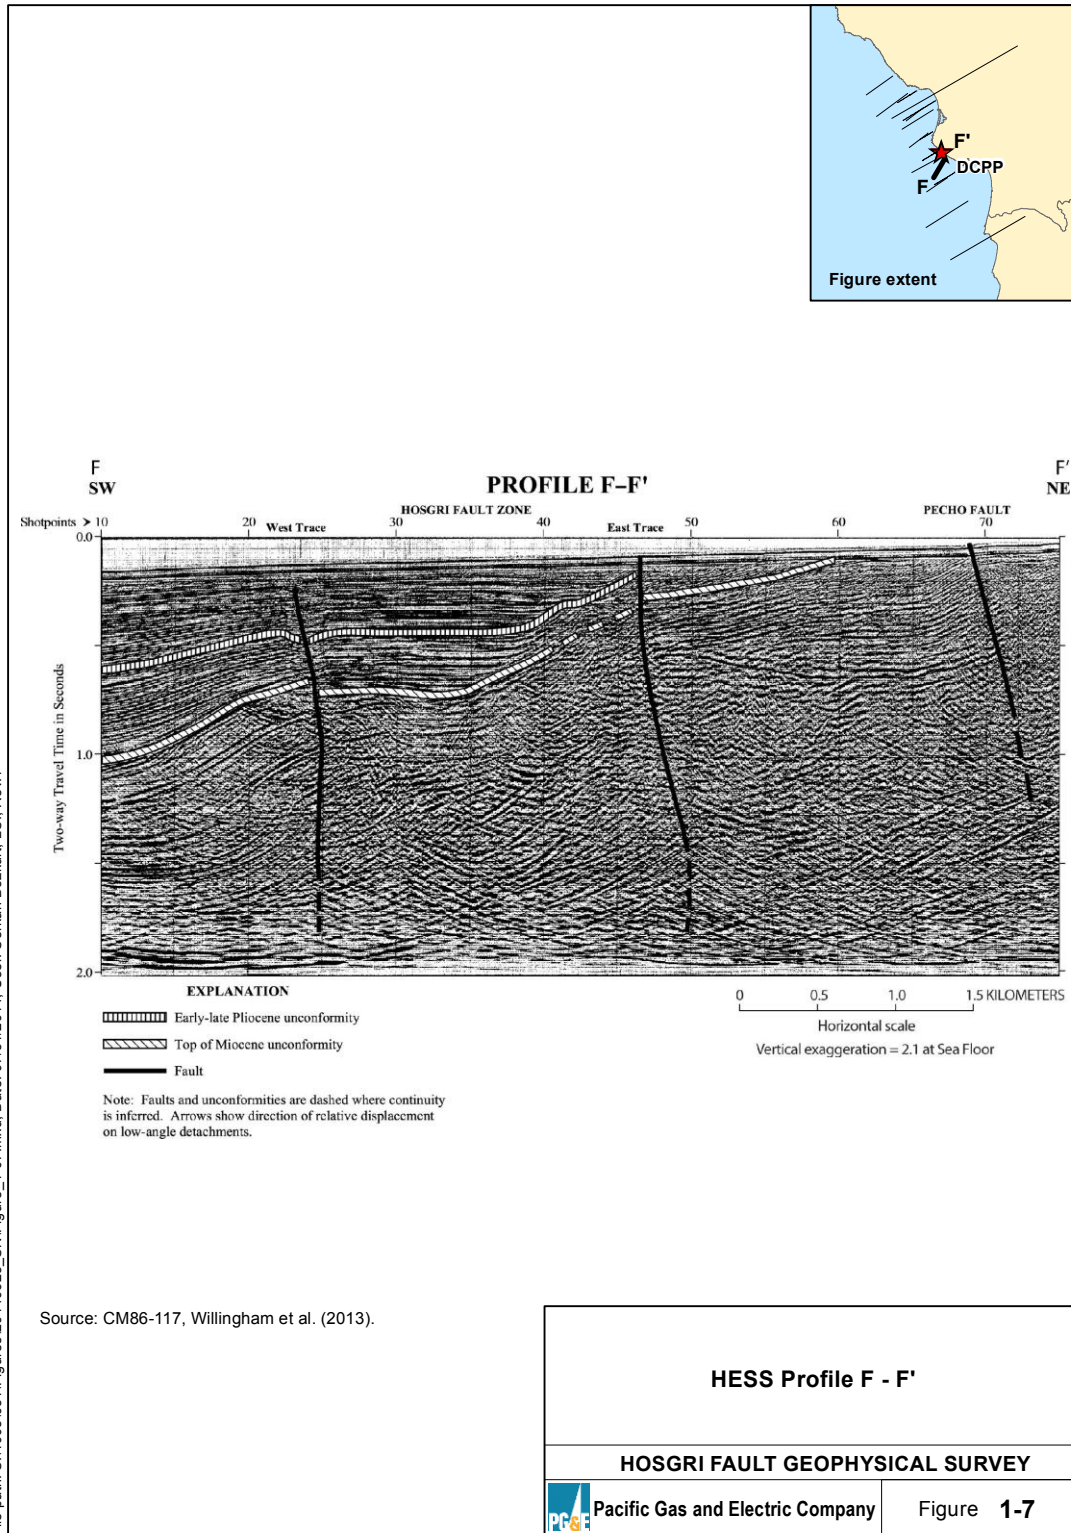 F'
DCPP
F
Figure extent
F
SW
PROFILE F–F'
F'
NE
HOSGRI FAULT ZONE
PECHO FAULT
Shotpoints > 10 20 West Trace 30 40 East Trace 50 60 70
0.0
1.0
2.0
Two-way Travel Time in Seconds
EXPLANATION
Early-late Pliocene unconformity
Top of Miocene unconformity
Fault
Note: Faults and unconformities are dashed where continuity
is inferred. Arrows show direction of relative displacement
on low-angle detachments.
0 0.5 1.0 1.5 KILOMETERS
Horizontal scale
Vertical exaggeration = 2.1 at Sea Floor
Source: CM86-117, Willingham et al. (2013).
HESS Profile F - F'
HOSGRI FAULT GEOPHYSICAL SURVEY
PG&E
Pacific Gas and Electric Company
Figure 1-7